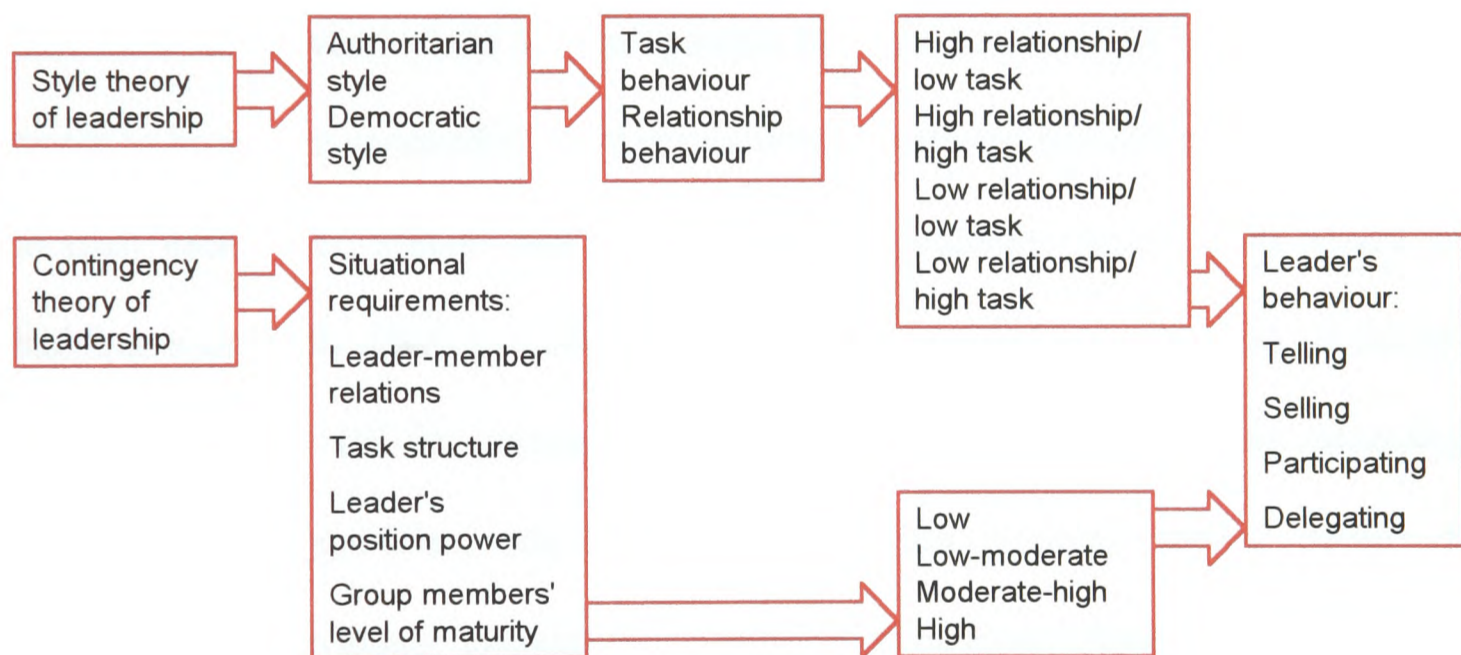 Style theory
of leadership
Authoritarian
style
Democratic
style
Task
behaviour
Relationship
behaviour
High relationship/
low task
High relationship/
high task
Low relationship/
low task
Low relationship/
high task
Contingency
theory of
leadership
Situational
requirements:
Leader-member
relations
Task structure
Leader's
position power
Group members'
level of maturity
Low
Low-moderate
Moderate-high
High
Leader's
behaviour:
Telling
Selling
Participating
Delegating